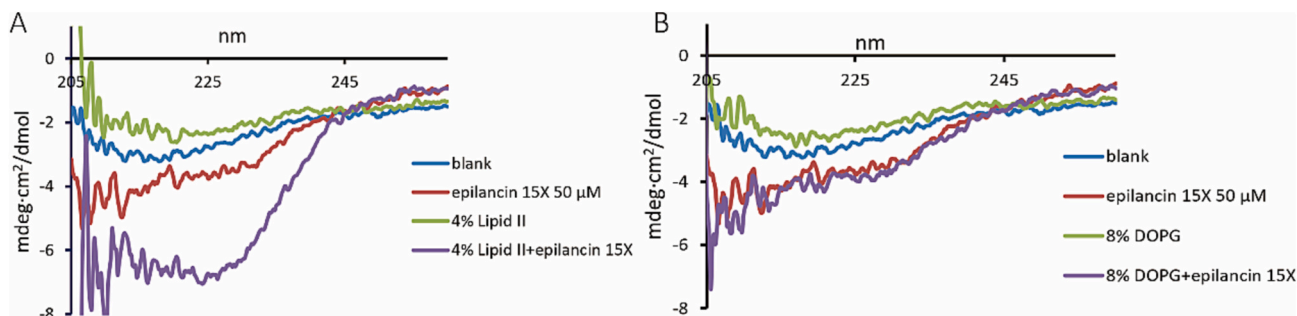 A
nm
0
205
225
245
-2
-4
-6
-8
mdeg·cm²/dmol
blank
epilancin 15X 50 µM
4% Lipid II
4% Lipid II+epilancin 15X
B
nm
0
205
225
245
-2
-4
-6
-8
mdeg·cm²/dmol
blank
epilancin 15X 50 µM
8% DOPG
8% DOPG+epilancin 15X